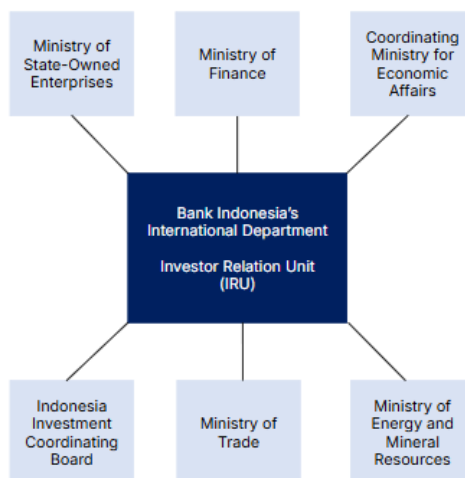 Ministry of
State-Owned
Enterprises
Ministry of
Finance
Coordinating
Ministry for
Economic
Affairs
Bank Indonesia's
International Department
Investor Relation Unit
(IRU)
Indonesia
Investment
Coordinating
Board
Ministry of
Trade
Ministry of
Energy and
Mineral
Resources